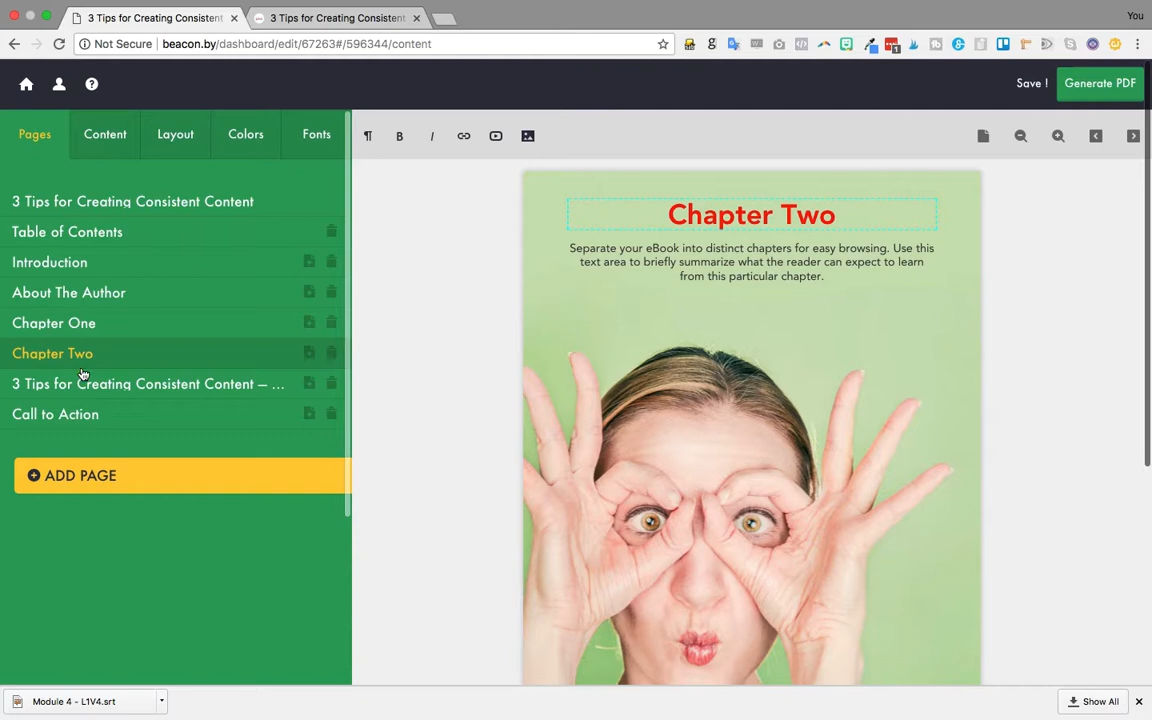 3 Tips for Creating Consistent
3 Tips for Creating Consistent
You
Not Secure
beacon.by/dashboard/edit/67263#/596344/content
Save !
Generate PDF
Pages
Content
Layout
Colors
Fonts
3 Tips for Creating Consistent Content
Table of Contents
Introduction
About The Author
Chapter One
Chapter Two
3 Tips for Creating Consistent Content – ...
Call to Action
ADD PAGE
Chapter Two
Separate your eBook into distinct chapters for easy browsing. Use this
text area to briefly summarize what the reader can expect to learn
from this particular chapter.
Module 4 - L1V4.srt
Show All